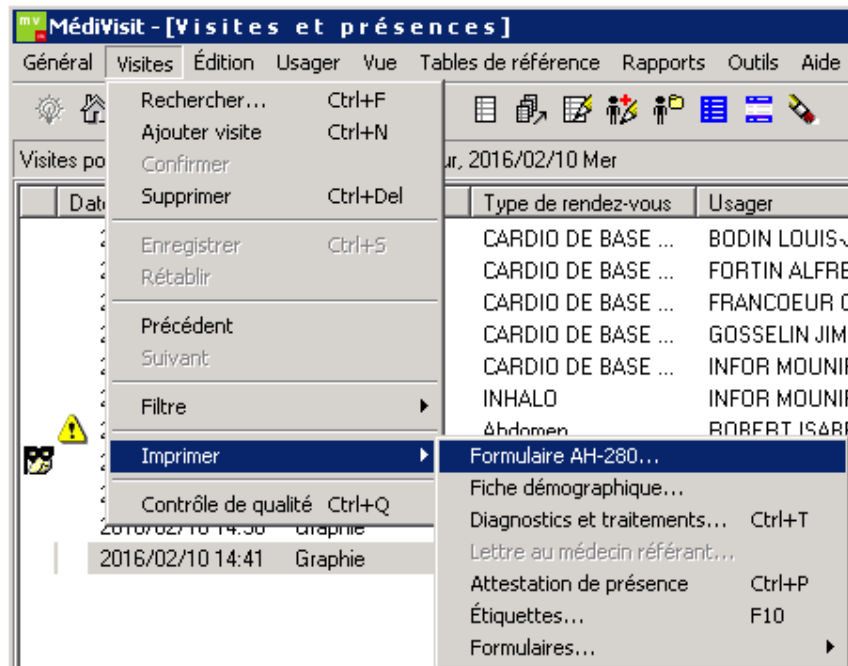 mv MédiVisit - [Visites et présences]
Général Visites Édition Usager Vue Tables de référence Rapports Outils Aide
Rechercher... Ctrl+F
Ajouter visite Ctrl+N
Confirmer
Supprimer Ctrl+Del
Enregistrer Ctrl+S
Rétablir
Précédent
Suivant
Filtre
Imprimer
Contrôle de qualité Ctrl+Q
Visites po
ur, 2016/02/10 Mer
Dat Type de rendez-vous Usager
CARDIO DE BASE ... BODIN LOUIS-J
CARDIO DE BASE ... FORTIN ALFRE
CARDIO DE BASE ... FRANCOEUR C
CARDIO DE BASE ... GOSSELIN JIM
CARDIO DE BASE ... INFOR MOUNIF
INHALO INFOR MOUNIF
Abdomen ROBERT ISABE
Formulaire AH-280...
Fiche démographique...
Diagnostics et traitements... Ctrl+T
Lettre au médecin référant...
Attestation de présence Ctrl+P
Étiquettes... F10
Formulaires...
Graphie
2016/02/10 14:41 Graphie